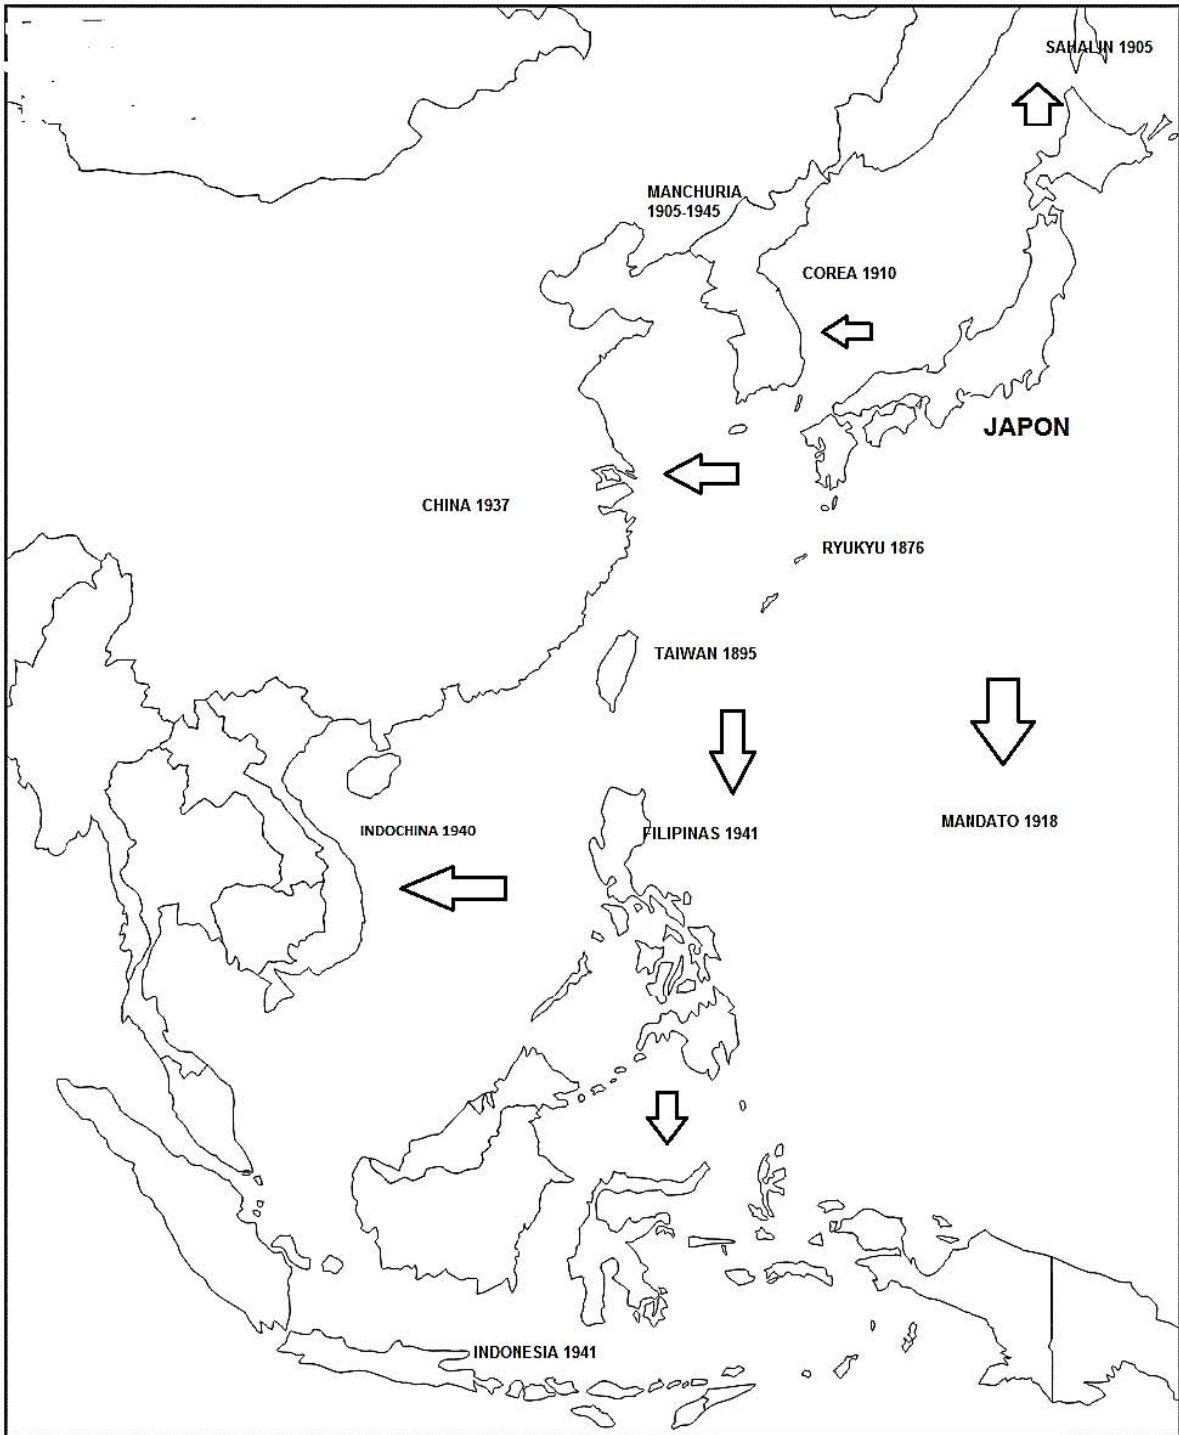 SAHALIN 1905
MANCHURIA
1905-1945
COREA 1910
JAPON
CHINA 1937
RYUKYU 1876
TAIWAN 1895
INDOCHINA 1940
FILIPINAS 1941
MANDATO 1918
INDONESIA 1941